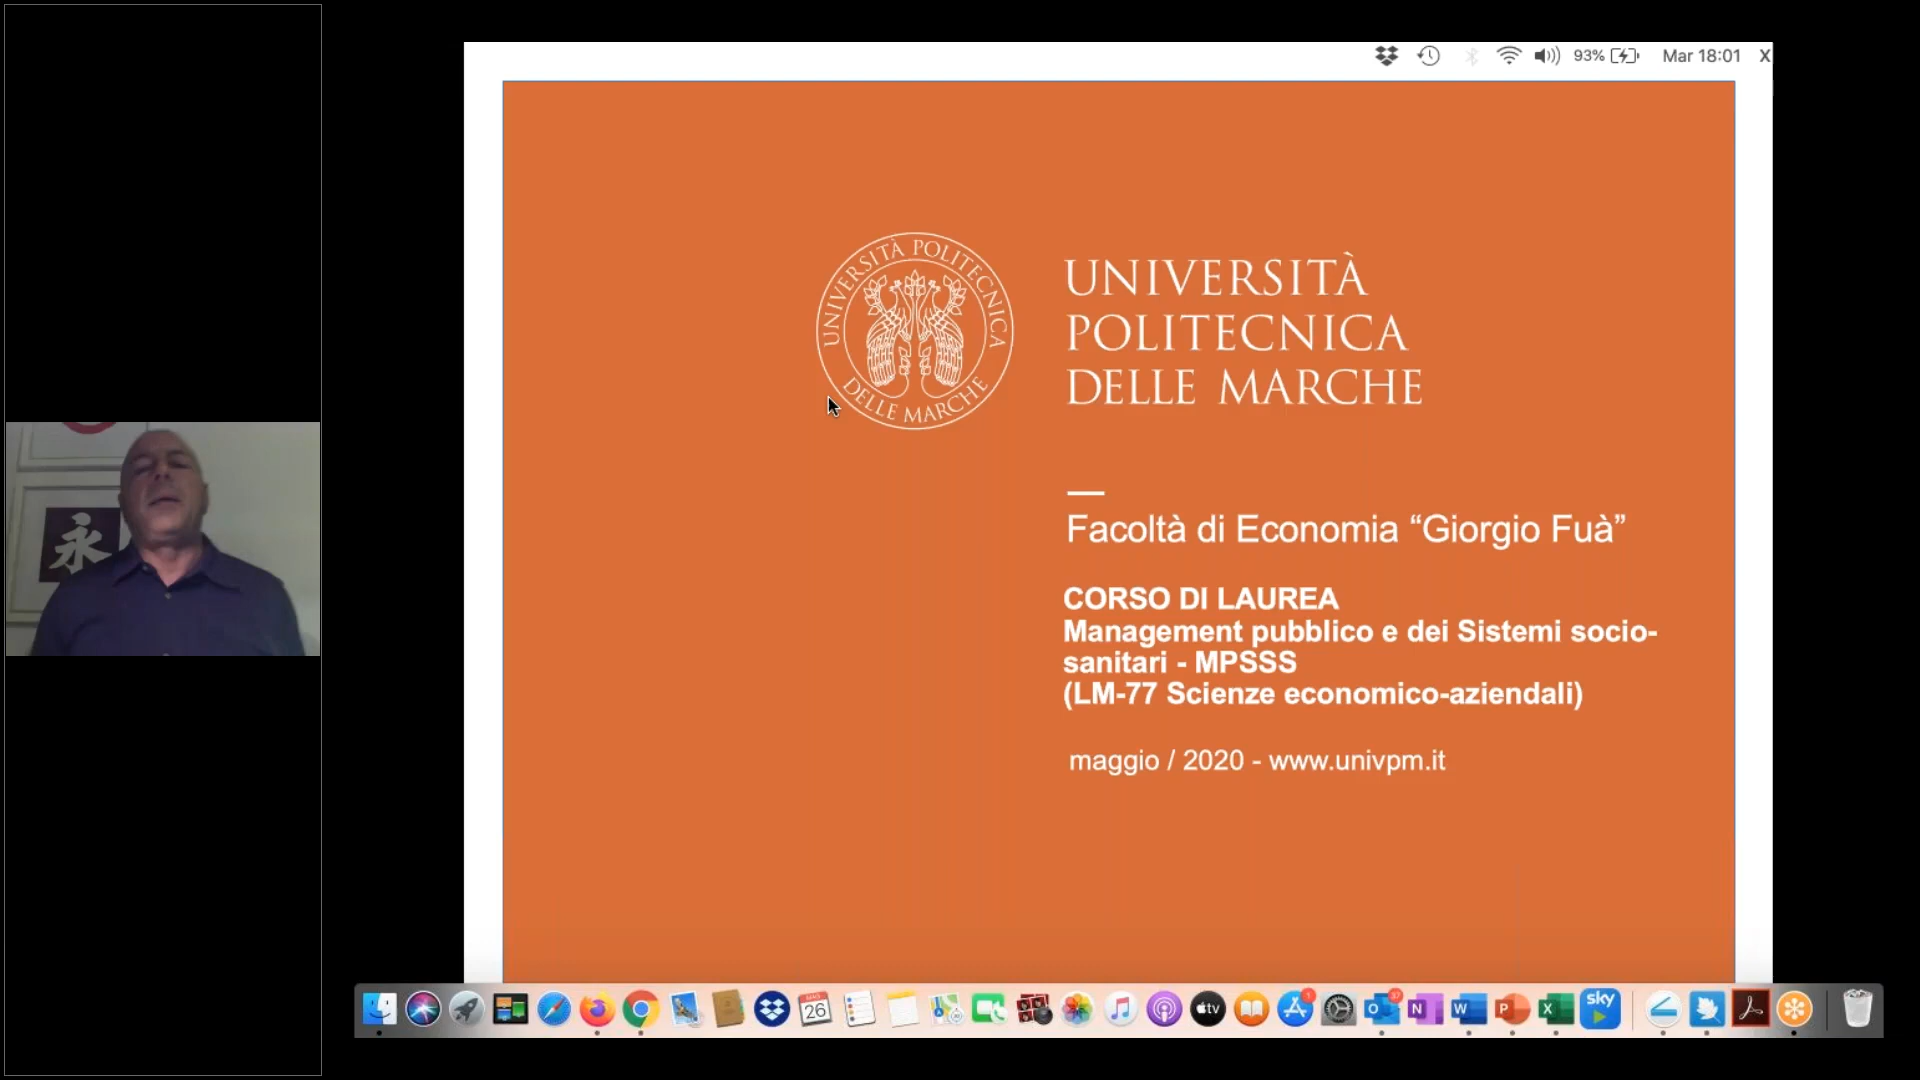 93% Mar 18:01 X
UNIVERSITÀ POLITECNICA
DELLE MARCHE
UNIVERSITÀ
POLITECNICA
DELLE MARCHE
Facoltà di Economia “Giorgio Fuà”
CORSO DI LAUREA
Management pubblico e dei Sistemi socio-
sanitari - MPSSS
(LM-77 Scienze economico-aziendali)
maggio / 2020 - www.univpm.it
永
26
tv
O
N
W
P
X
sky